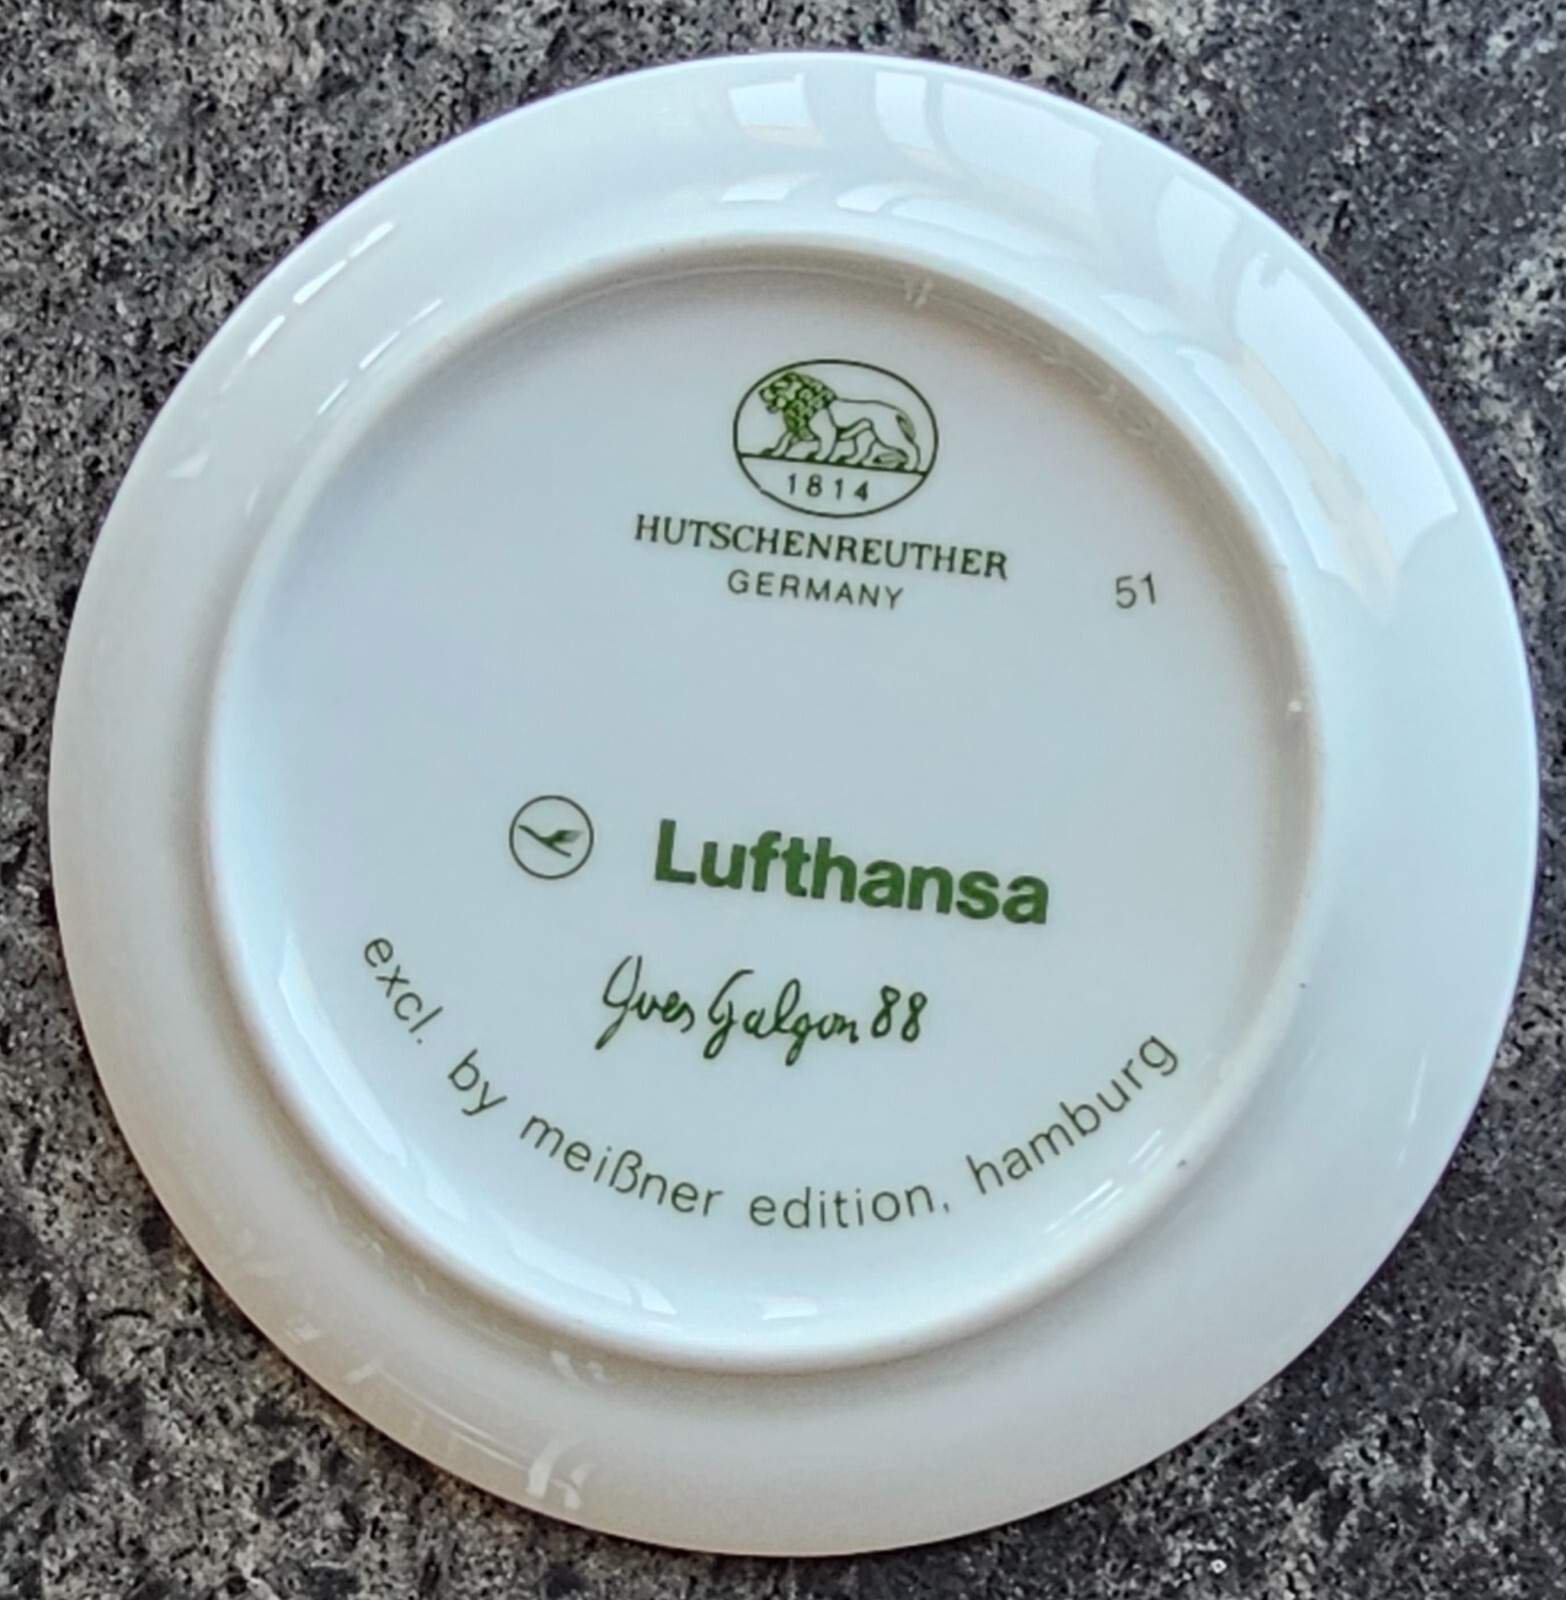 1814
HUTSCHENREUTHER
GERMANY
51
Lufthansa
Yves Galgon 88
excl. by meißner edition, hamburg